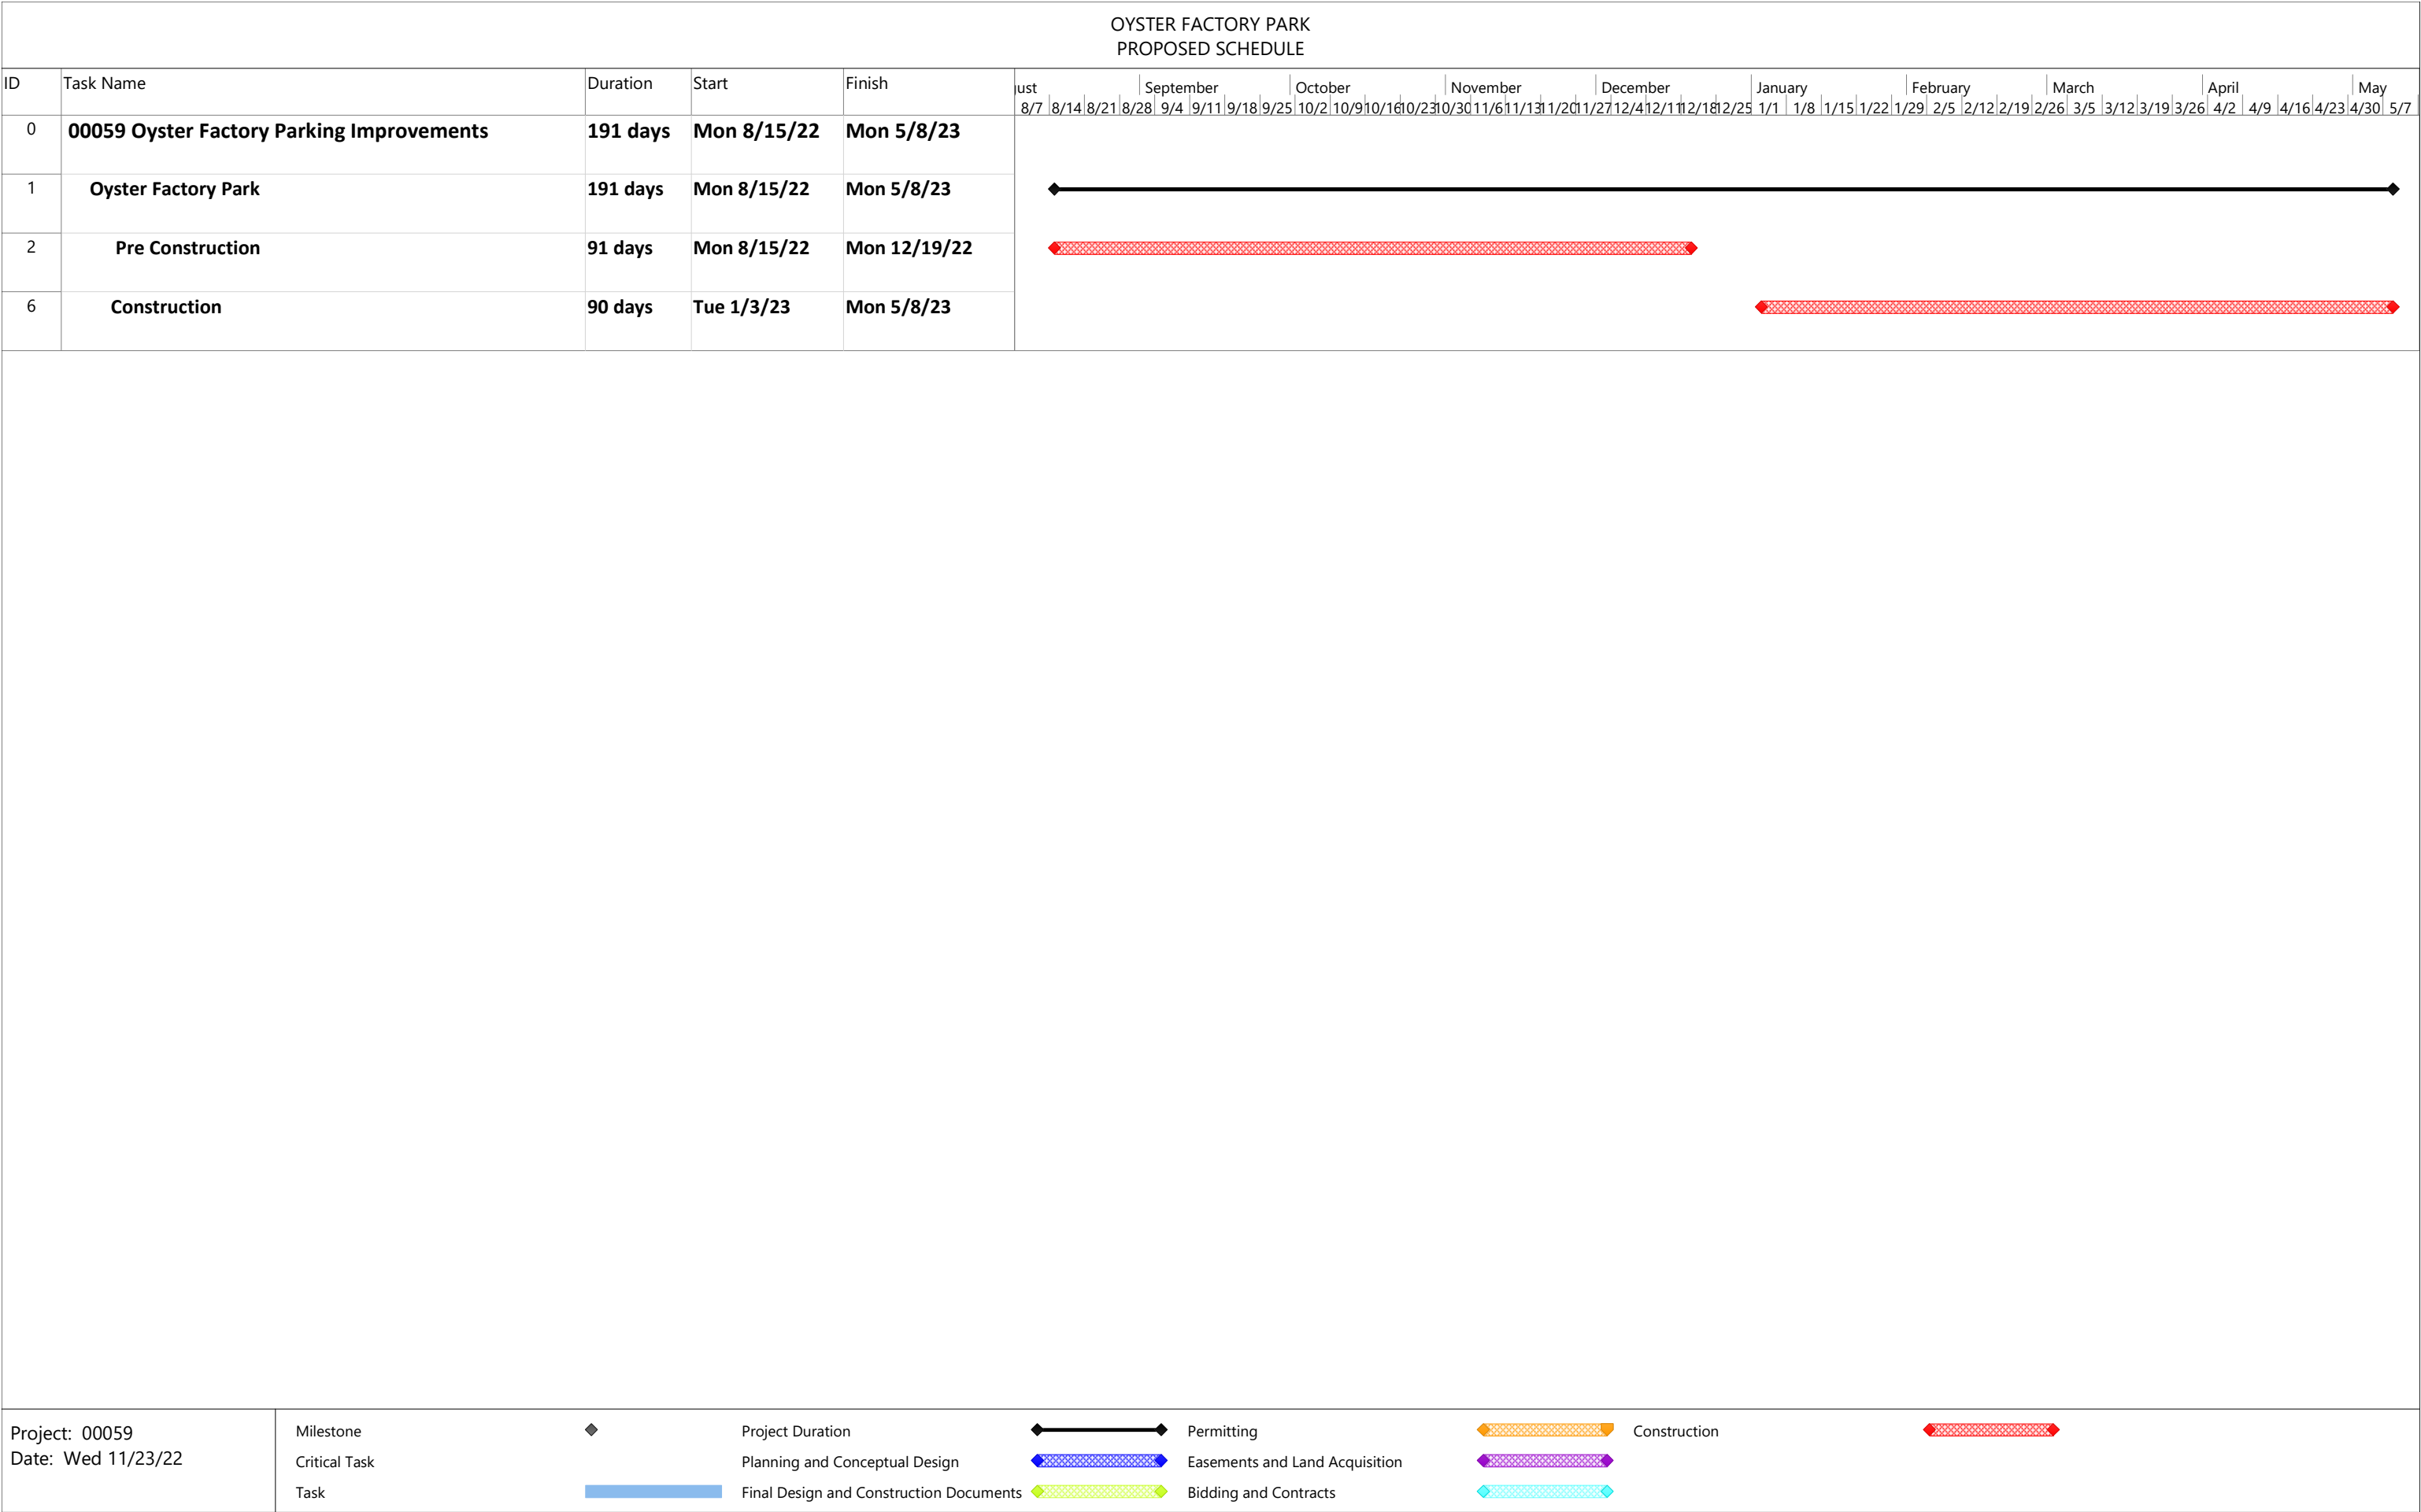 OYSTER FACTORY PARK
PROPOSED SCHEDULE
ID Task Name Duration Start Finish
ust September October November December January February March April May
8/7 8/14 8/21 8/28 9/4 9/11 9/18 9/25 10/2 10/9 10/16 10/23 10/30 11/6 11/13 11/20 11/27 12/4 12/11 12/18 12/25 1/1 1/8 1/15 1/22 1/29 2/5 2/12 2/19 2/26 3/5 3/12 3/19 3/26 4/2 4/9 4/16 4/23 4/30 5/7
0 00059 Oyster Factory Parking Improvements 191 days Mon 8/15/22 Mon 5/8/23
1 Oyster Factory Park 191 days Mon 8/15/22 Mon 5/8/23
2 Pre Construction 91 days Mon 8/15/22 Mon 12/19/22
6 Construction 90 days Tue 1/3/23 Mon 5/8/23
Project: 00059
Date: Wed 11/23/22
Milestone
Critical Task
Task
Project Duration
Planning and Conceptual Design
Final Design and Construction Documents
Permitting
Easements and Land Acquisition
Bidding and Contracts
Construction